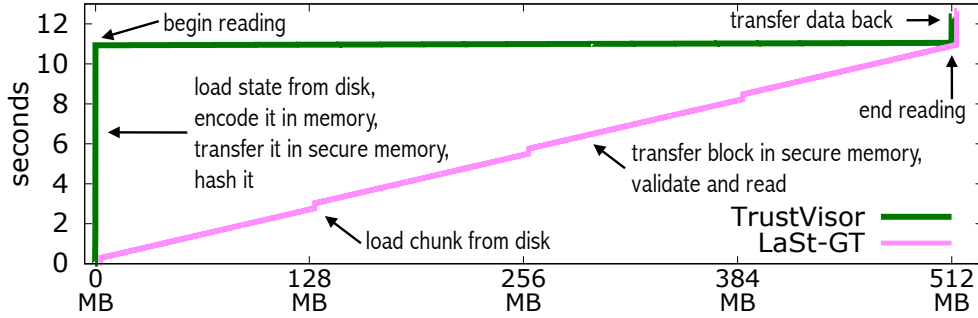 12
begin reading
transfer data back
10
load state from disk,
encode it in memory,
transfer it in secure memory,
hash it
end reading
8
seconds
6
transfer block in secure memory,
validate and read
4
2
load chunk from disk
TrustVisor
LaSt-GT
0
0 128 256 384 512
MB MB MB MB MB